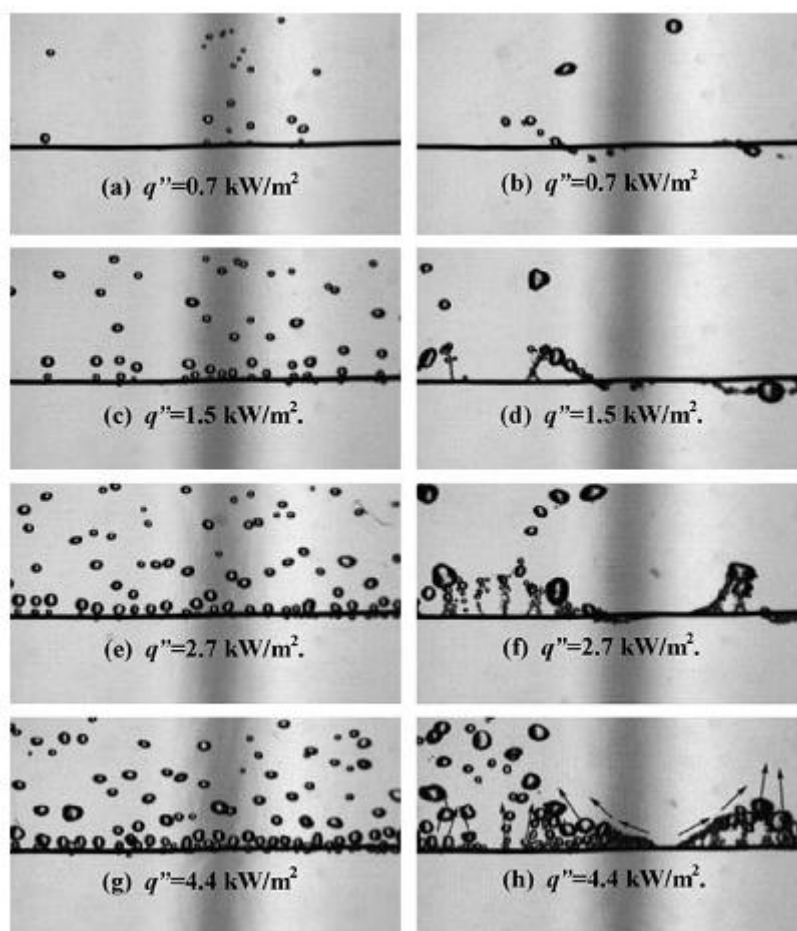 (a) q”=0.7 kW/m²
(b) q”=0.7 kW/m²
(c) q”=1.5 kW/m².
(d) q”=1.5 kW/m².
(e) q”=2.7 kW/m².
(f) q”=2.7 kW/m².
(g) q”=4.4 kW/m²
(h) q”=4.4 kW/m².